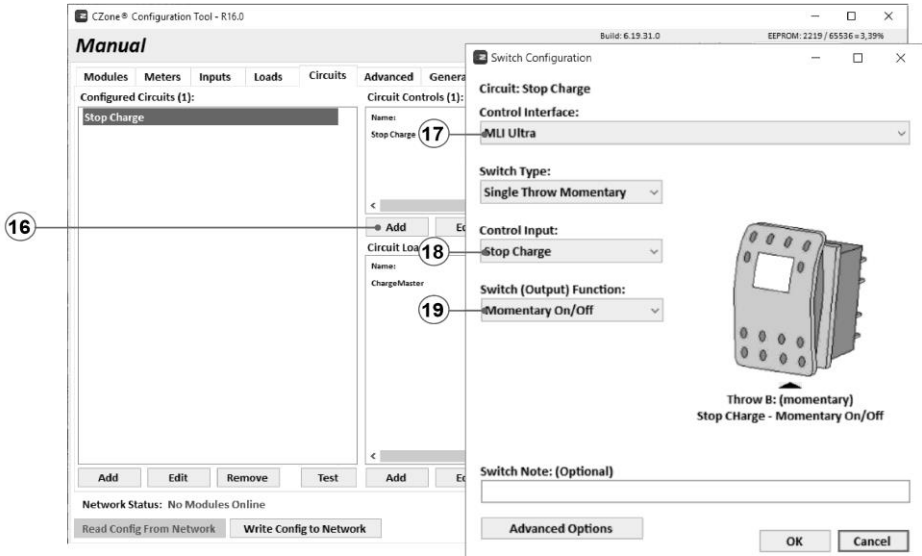 CZone® Configuration Tool - R16.0
Manual
Build: 6.19.31.0
EEPROM: 2219 / 65536 = 3,39%
Modules Meters Inputs Loads Circuits Advanced Genera
Configured Circuits (1):
Stop Charge
Circuit Controls (1):
Name:
Stop Charge
16
Add Ed
Circuit Loa
Name:
ChargeMaster
Add Edit Remove Test Add Ed
Network Status: No Modules Online
Read Config From Network Write Config to Network
Switch Configuration
Circuit: Stop Charge
Control Interface:
17 MLI Ultra
Switch Type:
Single Throw Momentary
Control Input:
18 Stop Charge
Switch (Output) Function:
19 Momentary On/Off
Throw B: (momentary)
Stop CHarge - Momentary On/Off
Switch Note: (Optional)
Advanced Options
OK Cancel